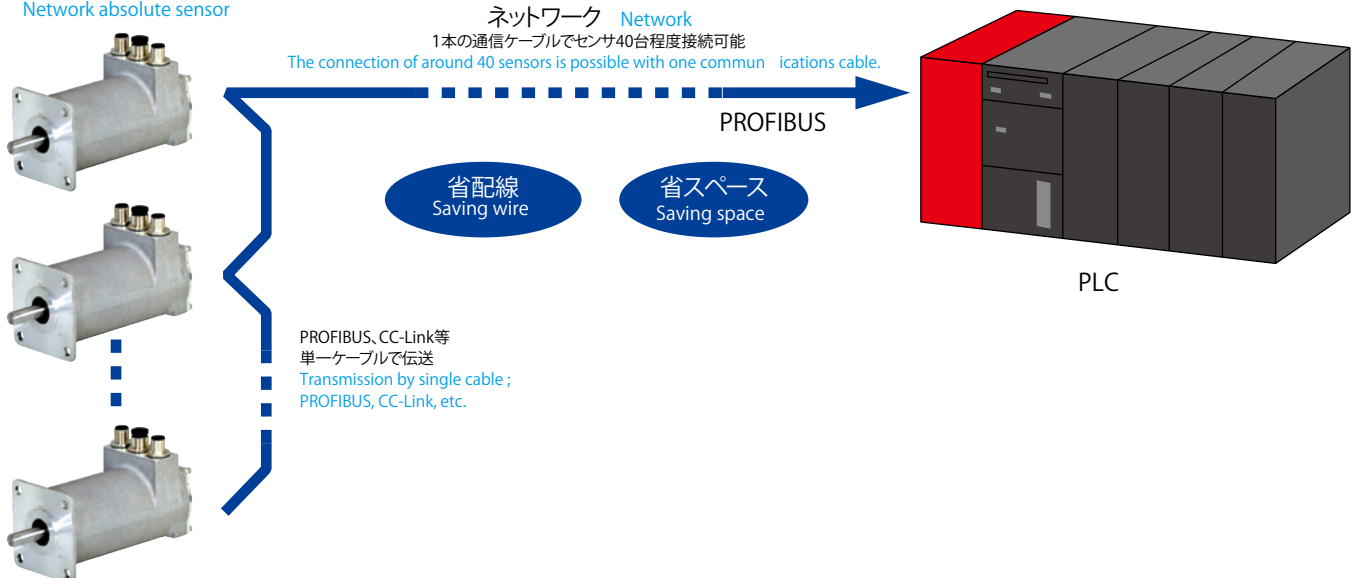 Network absolute sensor
ネットワーク Network
1本の通信ケーブルでセンサ40台程度接続可能
The connection of around 40 sensors is possible with one commun ications cable.
PROFIBUS
省配線
Saving wire
省スペース
Saving space
PLC
PROFIBUS、CC-Link等
単一ケーブルで伝送
Transmission by single cable ;
PROFIBUS, CC-Link, etc.